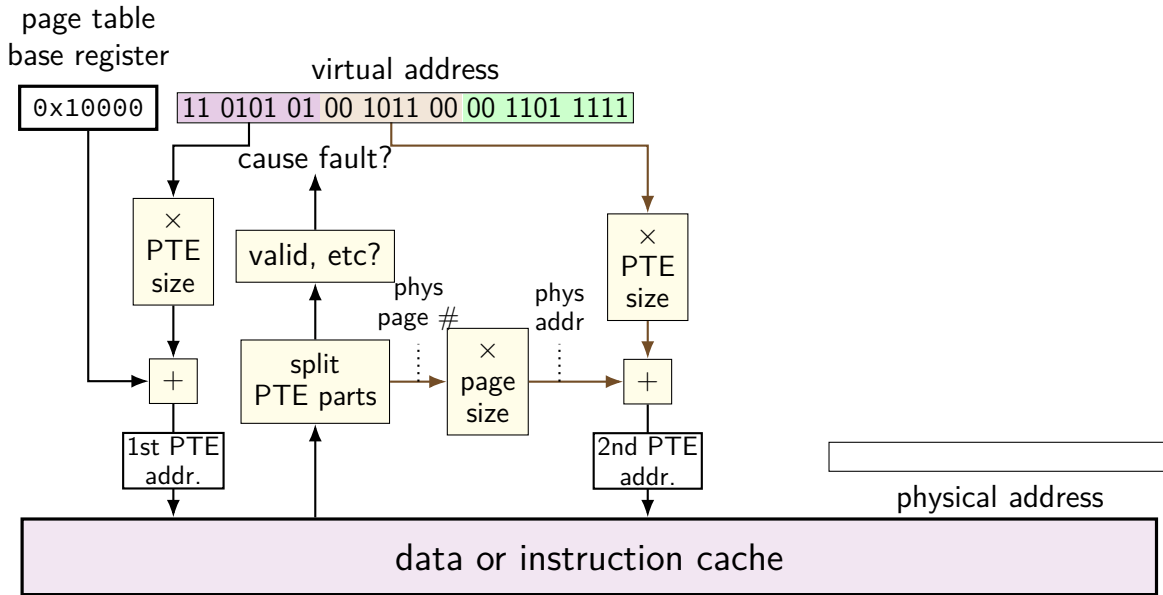 page table
base register
0x10000
virtual address
11 0101 01 00 1011 00 00 1101 1111
cause fault?
×
PTE
size
valid, etc?
×
PTE
size
phys
page #
phys
addr
split
PTE parts
×
page
size
+
+
1st PTE
addr.
2nd PTE
addr.
physical address
data or instruction cache